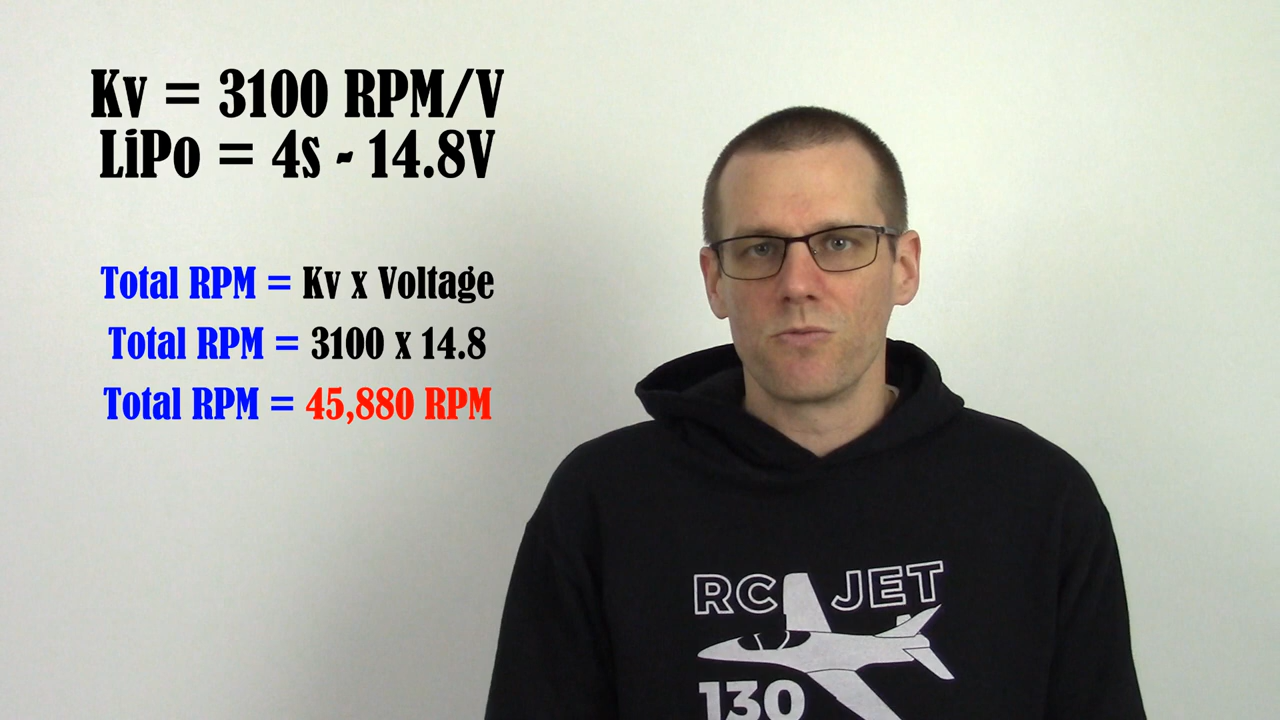 Kv = 3100 RPM/V
LiPo = 4s - 14.8V
Total RPM = Kv x Voltage
Total RPM = 3100 x 14.8
Total RPM = 45,880 RPM
RC JET
130